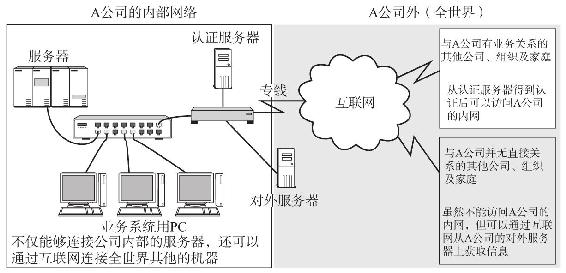 A公司的内部网络
A公司外（全世界）
服务器
认证服务器
专线
互联网
对外服务器
业务系统用PC
不仅能够连接公司内部的服务器，还可以
通过互联网连接全世界其他的机器
与A公司有业务关系的
其他公司、组织及家庭
从认证服务器得到认
证后可以访问A公司
的内网
与A公司并无直接关
系的其他公司、组织
及家庭
虽然不能访问A公司的
内网，但可以通过互联
网从A公司的对外服务
器上获取信息